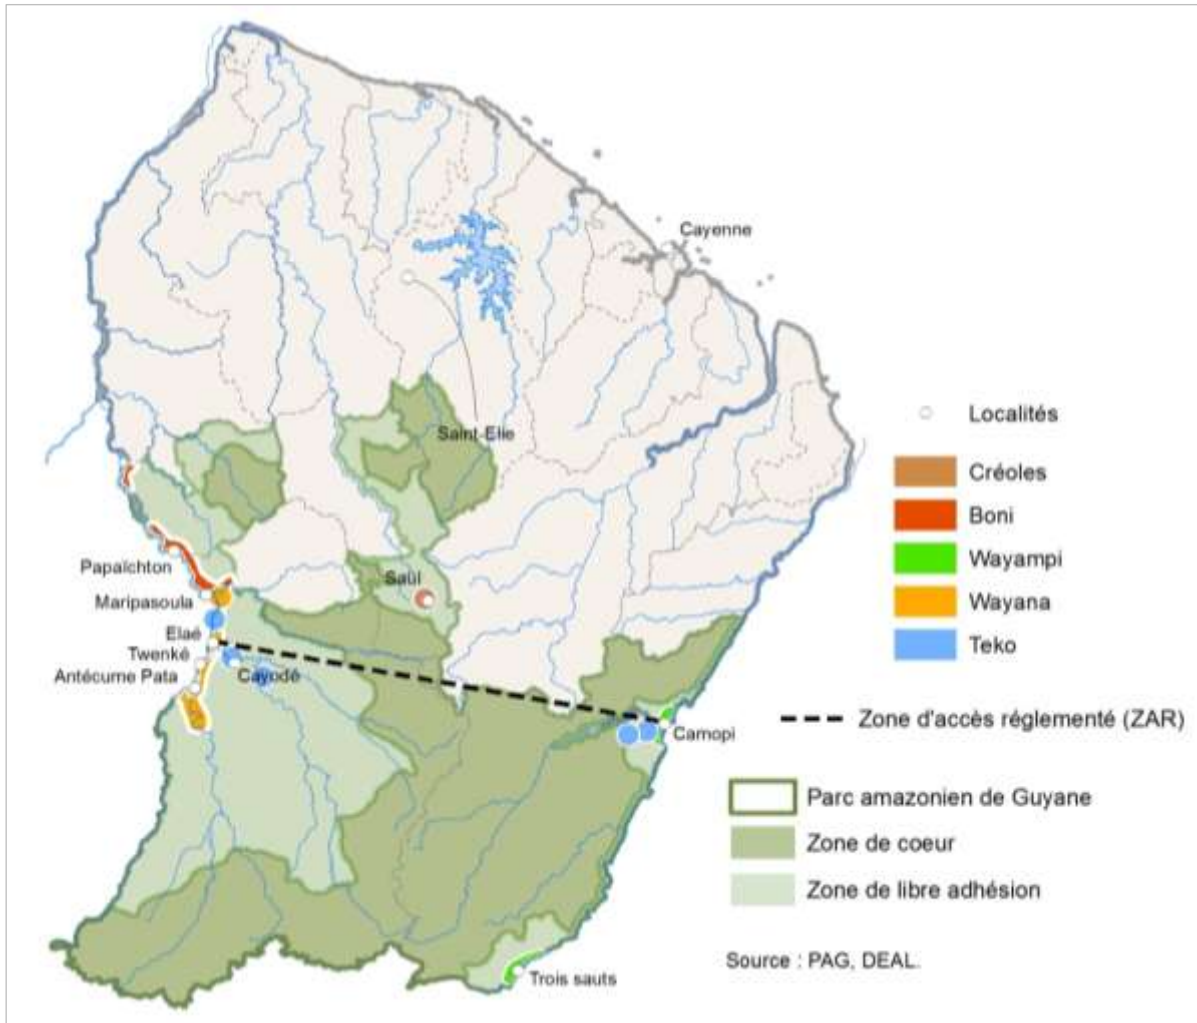 Cayenne
Saint-Elie
Localités
Créoles
Boni
Papaïchton
Saül
Wayampi
Maripasoula
Wayana
Elaé
Teko
Twenké
Antécume Pata
Cayodé
Zone d'accès réglementé (ZAR)
Camopi
Parc amazonien de Guyane
Zone de coeur
Zone de libre adhésion
Source : PAG, DEAL.
Trois sauts